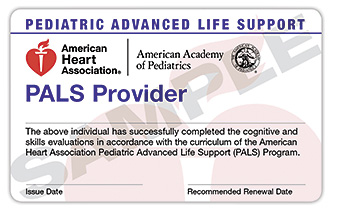 PEDIATRIC ADVANCED LIFE SUPPORT
American Heart Association®
American Academy of Pediatrics
PALS Provider
SAMPLE
The above individual has successfully completed the cognitive and
skills evaluations in accordance with the curriculum of the American
Heart Association Pediatric Advanced Life Support (PALS) Program.
Issue Date
Recommended Renewal Date